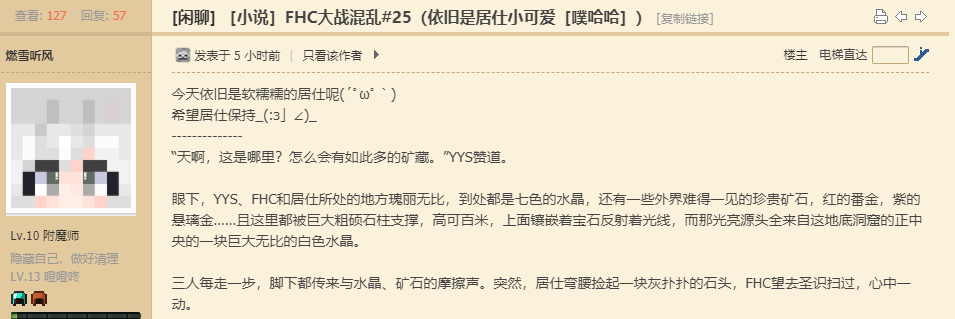 查看: 127 回复: 57
[闲聊] [小说] FHC大战混乱#25（依旧是居仕小可爱【噗哈哈】） [复制链接]
燃雪听风
发表于 5 小时前 | 只看该作者
楼主 电梯直达
今天依旧是软糯糯的居仕呢(´ﾟωﾟ｀)
希望居仕保持_(:з」∠)_
--------------
“天啊，这是哪里？怎么会有如此多的矿藏。”YYS赞道。
眼下，YYS、FHC和居仕所处的地方瑰丽无比，到处都是七色的水晶，还有一些外界难得一见的珍贵矿石，红的番金，紫的
悬璃金……且这里都被巨大粗硕石柱支撑，高可百米，上面镶嵌着宝石反射着光线，而那光亮源头全来自这地底洞窟的正中
央的一块巨大无比的白色水晶。
三人每走一步，脚下都传来与水晶、矿石的摩擦声。突然，居仕弯腰捡起一块灰扑扑的石头，FHC望去圣识扫过，心中一
动。
Lv.10 附魔师
隐藏自己，做好清理
LV.13 噔噔咚